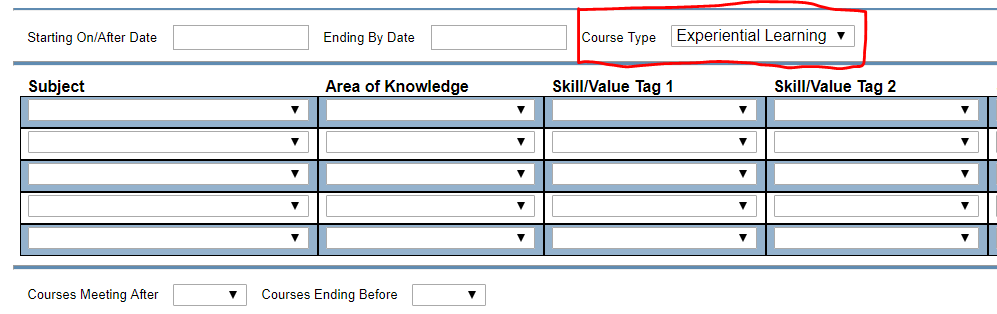 Starting On/After Date Ending By Date Course Type Experiential Learning
Subject Area of Knowledge Skill/Value Tag 1 Skill/Value Tag 2
Courses Meeting After Courses Ending Before